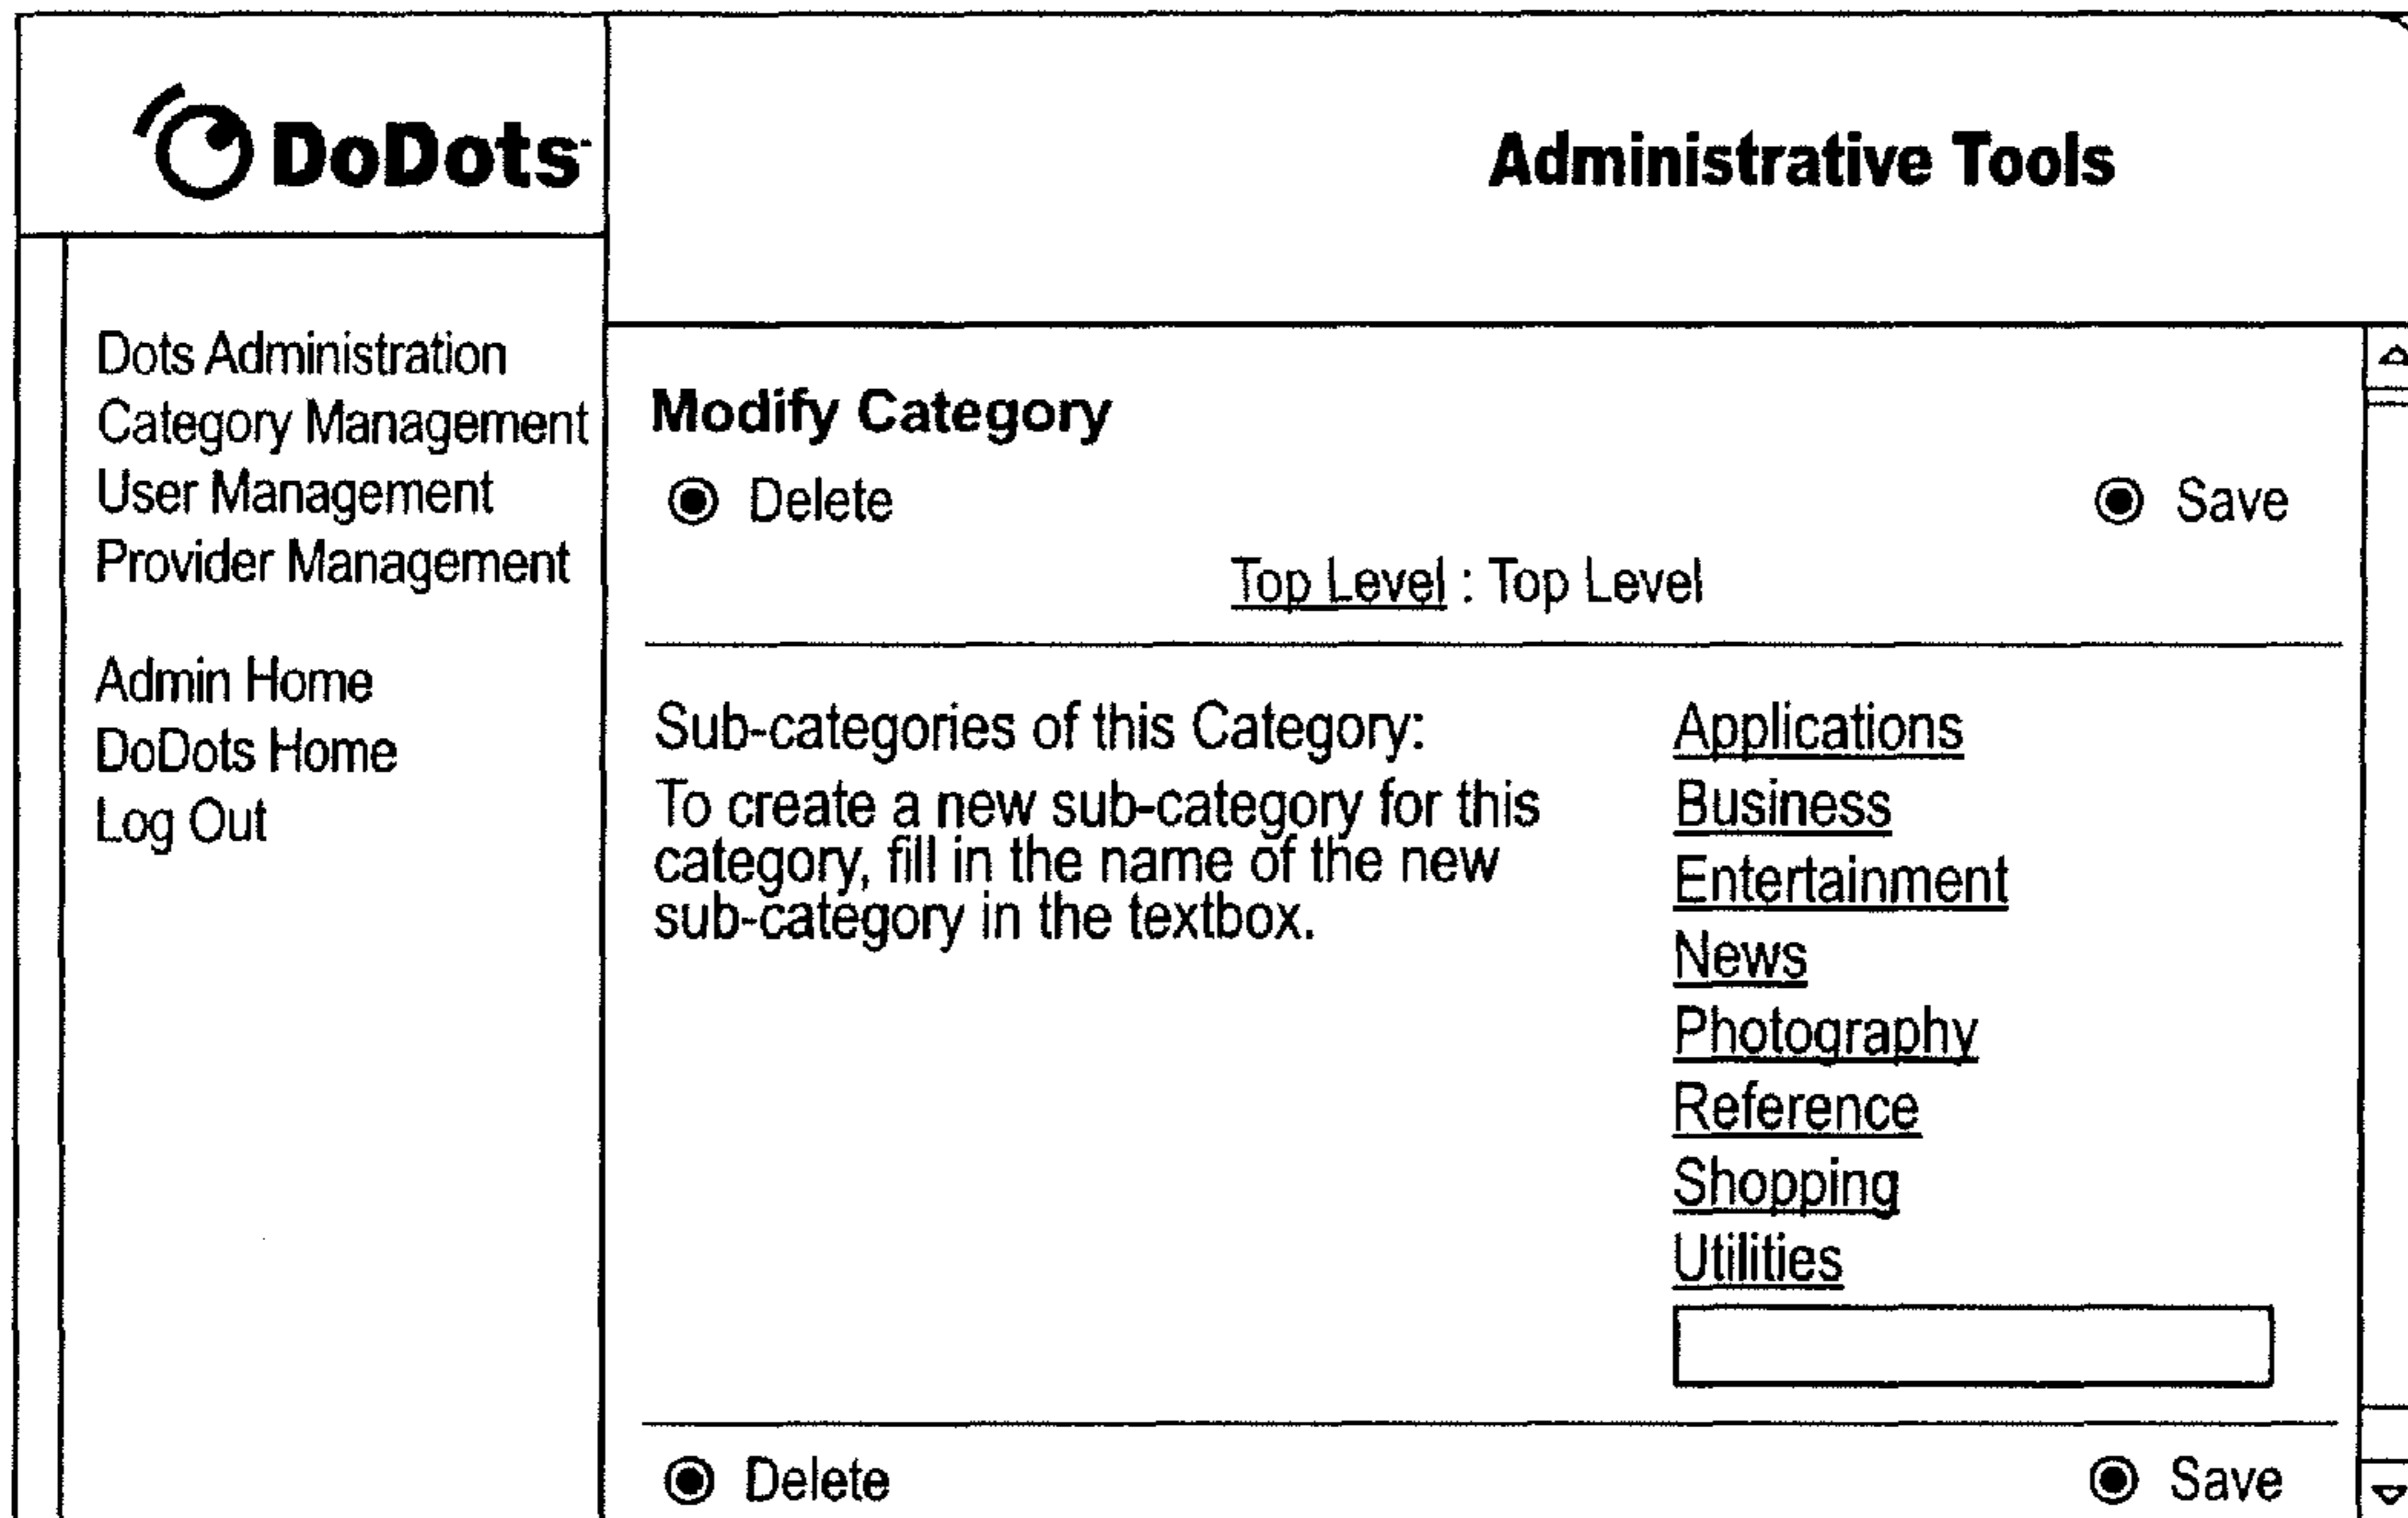 DoDots™
Administrative Tools
Dots Administration
Category Management
User Management
Provider Management
Admin Home
DoDots Home
Log Out
Modify Category
Delete
Save
Top Level : Top Level
Sub-categories of this Category:
To create a new sub-category for this
category, fill in the name of the new
sub-category in the textbox.
Applications
Business
Entertainment
News
Photography
Reference
Shopping
Utilities
Delete
Save